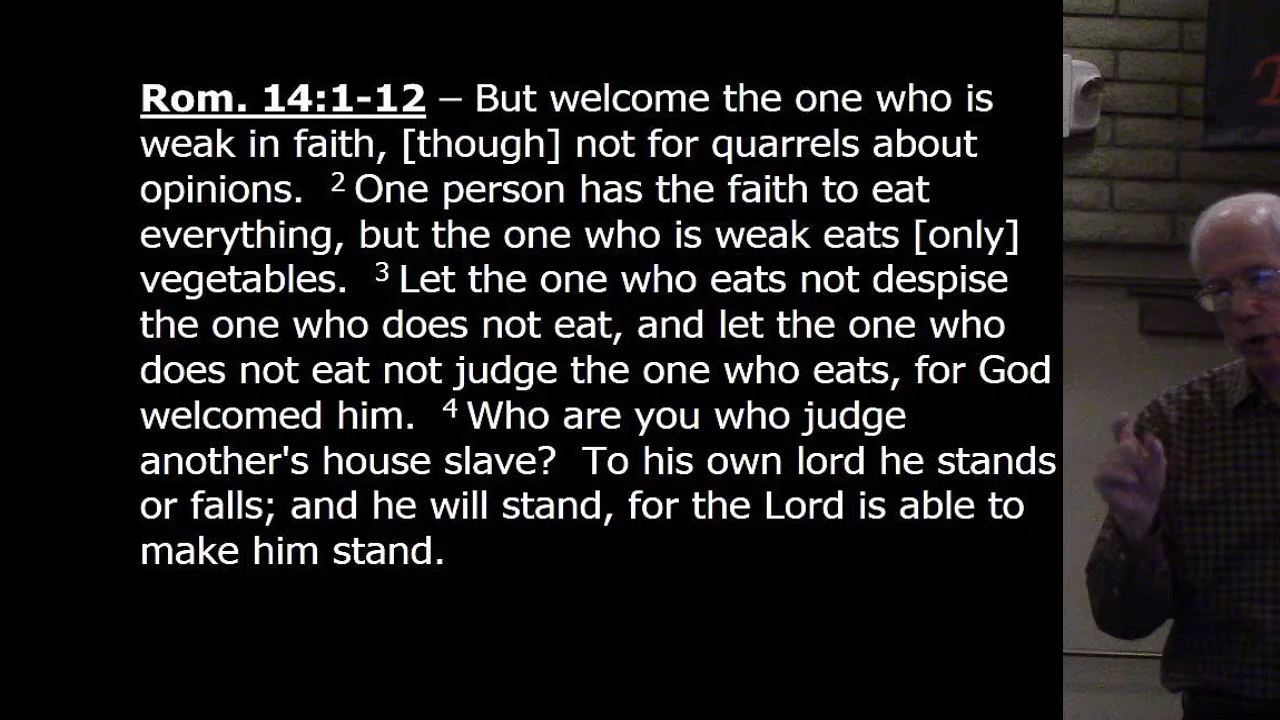 Rom. 14:1-12 – But welcome the one who is
weak in faith, [though] not for quarrels about
opinions. ² One person has the faith to eat
everything, but the one who is weak eats [only]
vegetables. ³ Let the one who eats not despise
the one who does not eat, and let the one who
does not eat not judge the one who eats, for God
welcomed him. ⁴ Who are you who judge
another's house slave? To his own lord he stands
or falls; and he will stand, for the Lord is able to
make him stand.